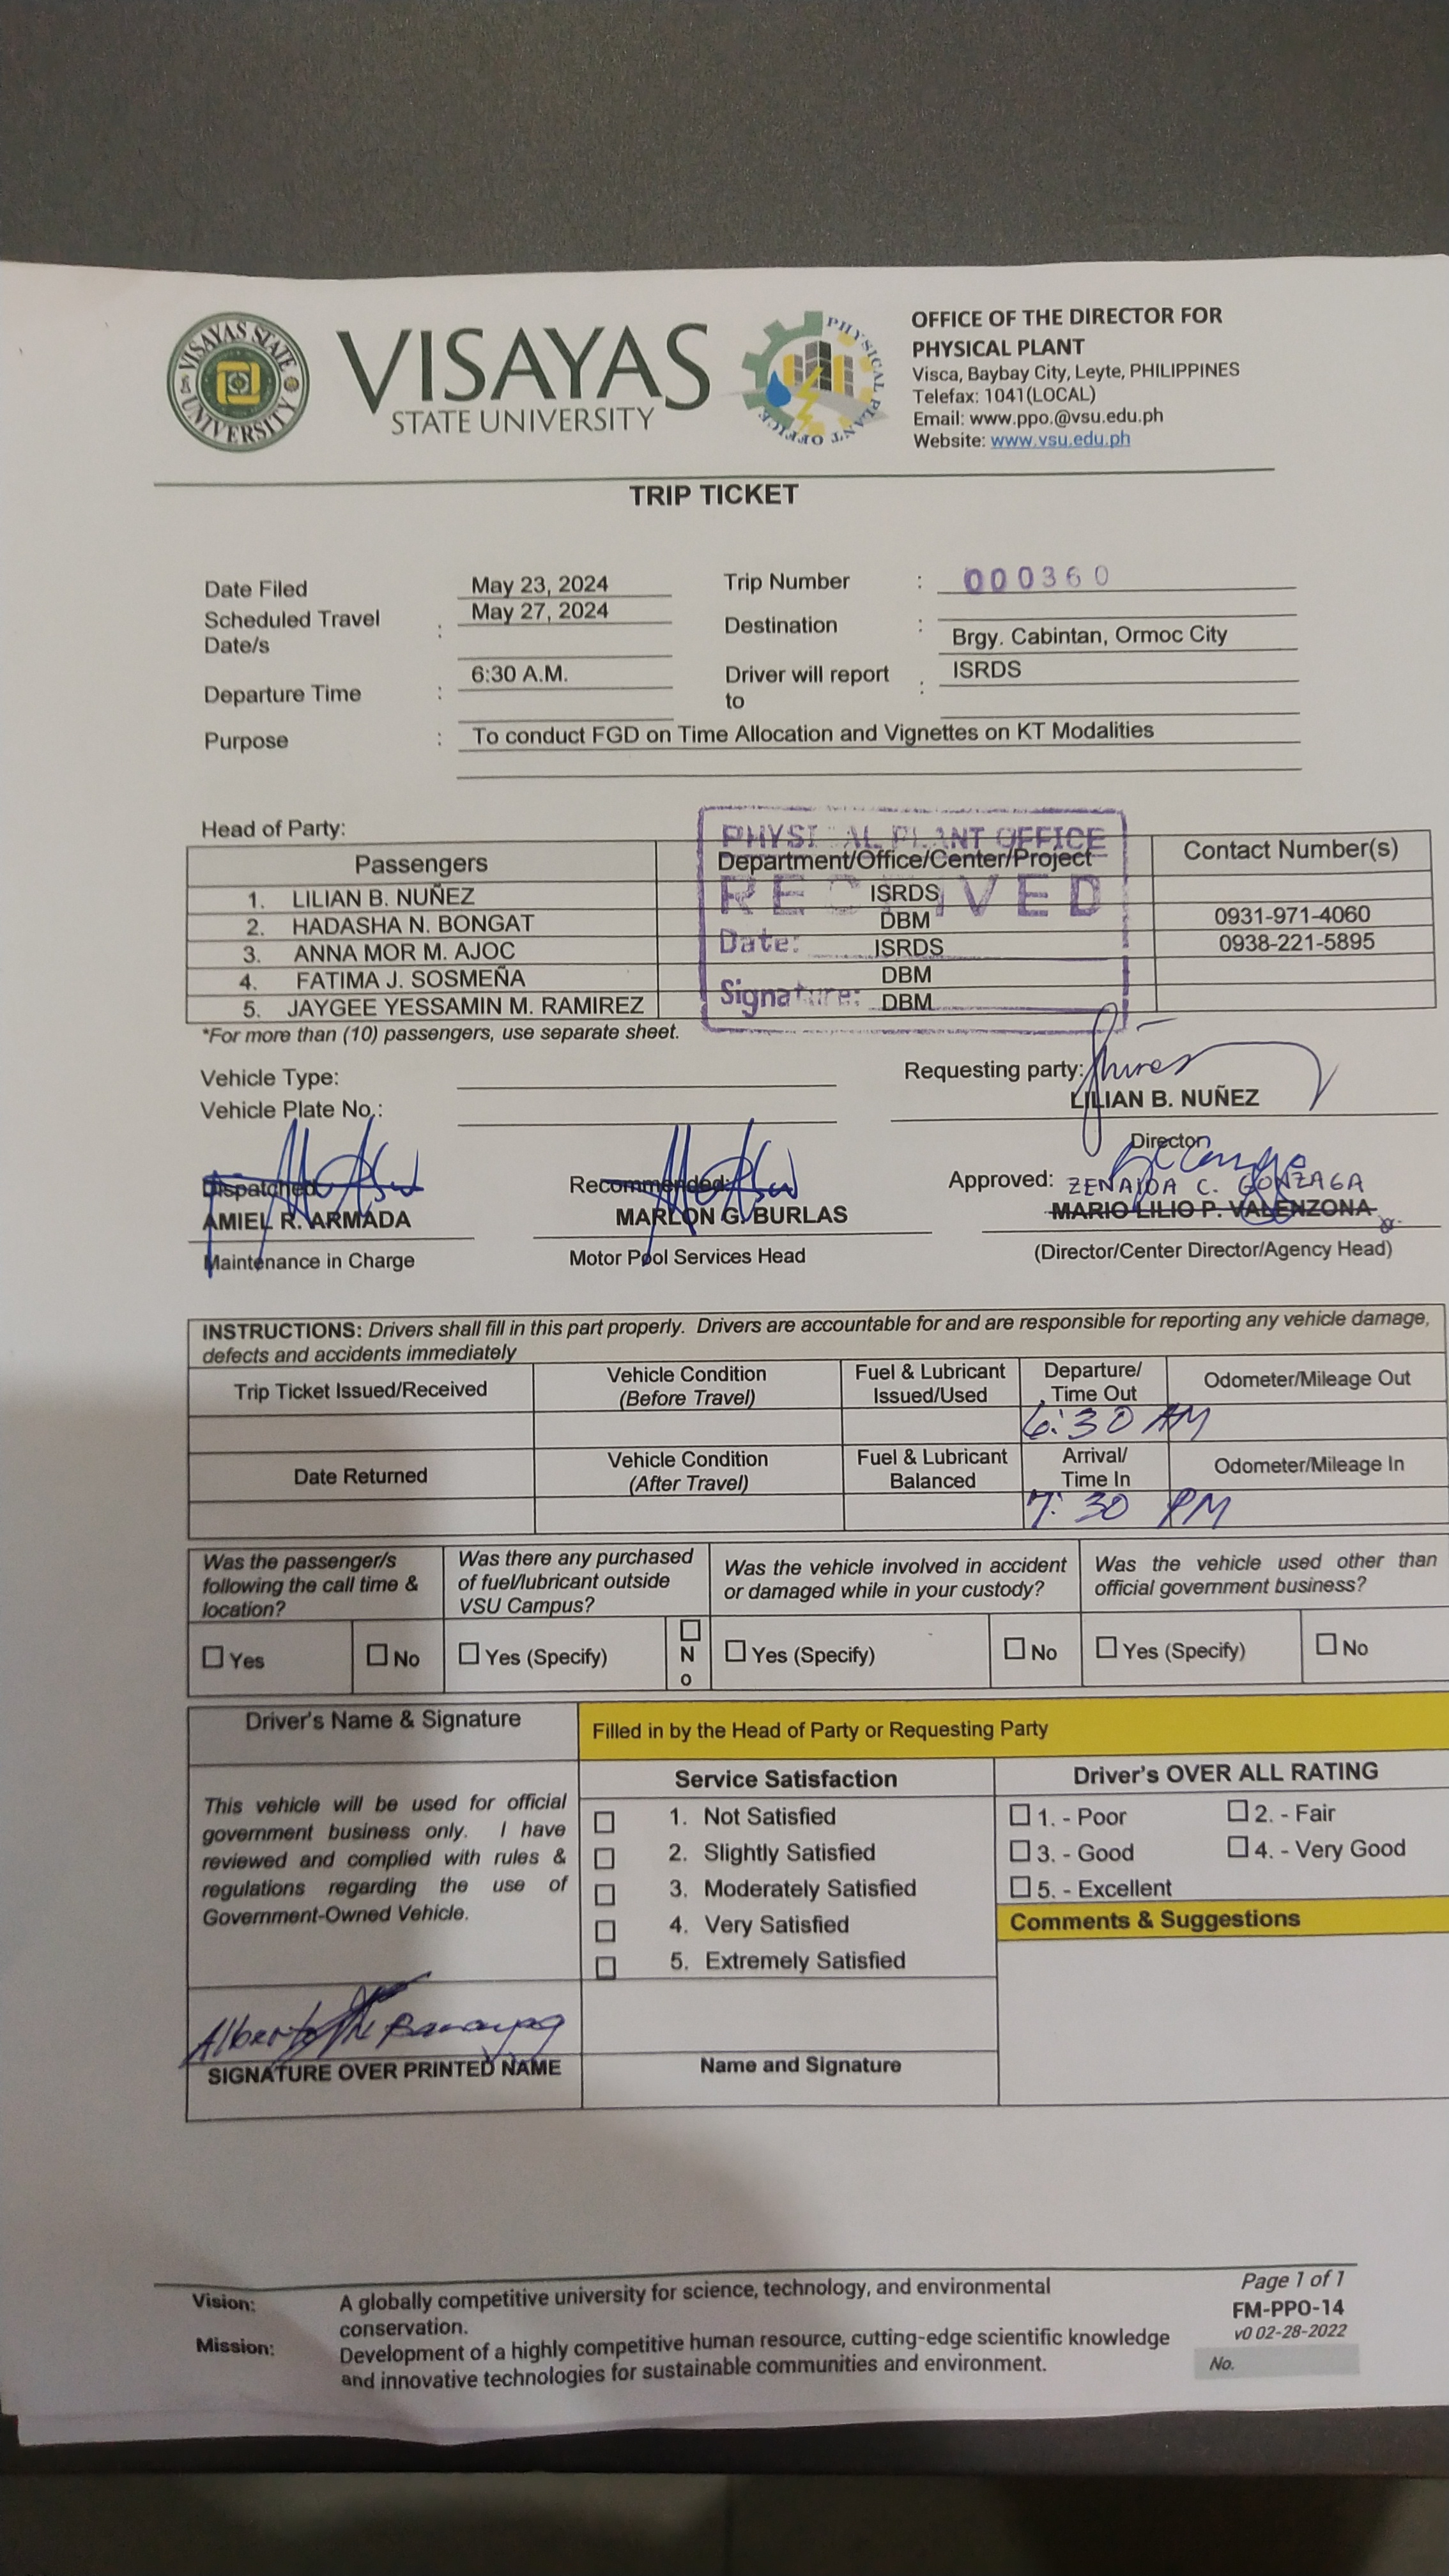 VISAYAS STATE UNIVERSITY
VISAYAS
STATE UNIVERSITY
PHYSICAL PLANT OFFICE
OFFICE OF THE DIRECTOR FOR
PHYSICAL PLANT
Visca, Baybay City, Leyte, PHILIPPINES
Telefax: 1041(LOCAL)
Email: www.ppo.@vsu.edu.ph
Website: www.vsu.edu.ph
TRIP TICKET
Date Filed May 23, 2024 Trip Number : 000360
Scheduled Travel Date/s : May 27, 2024 Destination : Brgy. Cabintan, Ormoc City
Departure Time : 6:30 A.M. Driver will report to : ISRDS
Purpose : To conduct FGD on Time Allocation and Vignettes on KT Modalities
Head of Party:
PHYSICAL PLANT OFFICE
RECEIVED
Date:
Signature:
Passengers Department/Office/Center/Project Contact Number(s)
1. LILIAN B. NUÑEZ ISRDS
2. HADASHA N. BONGAT DBM 0931-971-4060
3. ANNA MOR M. AJOC ISRDS 0938-221-5895
4. FATIMA J. SOSMEÑA DBM
5. JAYGEE YESSAMIN M. RAMIREZ DBM
*For more than (10) passengers, use separate sheet.
Vehicle Type:
Vehicle Plate No.:
Requesting party:
LILIAN B. NUÑEZ
Director
Dispatched: Recommended: Approved: ZENAIDA C. GONZAGA
AMIEL R. ARMADA MARLON G. BURLAS MARIO LILIO P. VALENZONA
Maintenance in Charge Motor Pool Services Head (Director/Center Director/Agency Head)
INSTRUCTIONS: Drivers shall fill in this part properly. Drivers are accountable for and are responsible for reporting any vehicle damage,
defects and accidents immediately
Trip Ticket Issued/Received Vehicle Condition (Before Travel) Fuel & Lubricant Issued/Used Departure/ Time Out Odometer/Mileage Out
6:30 AM
Date Returned Vehicle Condition (After Travel) Fuel & Lubricant Balanced Arrival/ Time In Odometer/Mileage In
7:30 PM
Was the passenger/s following the call time & location? Was there any purchased of fuel/lubricant outside VSU Campus? Was the vehicle involved in accident or damaged while in your custody? Was the vehicle used other than official government business?
Yes No Yes (Specify) No Yes (Specify) No Yes (Specify) No
Driver's Name & Signature Filled in by the Head of Party or Requesting Party
This vehicle will be used for official
government business only. I have
reviewed and complied with rules &
regulations regarding the use of
Government-Owned Vehicle.
Service Satisfaction
1. Not Satisfied
2. Slightly Satisfied
3. Moderately Satisfied
4. Very Satisfied
5. Extremely Satisfied
Driver's OVER ALL RATING
1. - Poor 2. - Fair
3. - Good 4. - Very Good
5. - Excellent
Comments & Suggestions
Alberto
SIGNATURE OVER PRINTED NAME Name and Signature
Vision: A globally competitive university for science, technology, and environmental
conservation.
Mission: Development of a highly competitive human resource, cutting-edge scientific knowledge
and innovative technologies for sustainable communities and environment.
Page 1 of 1
FM-PPO-14
v0 02-28-2022
No.